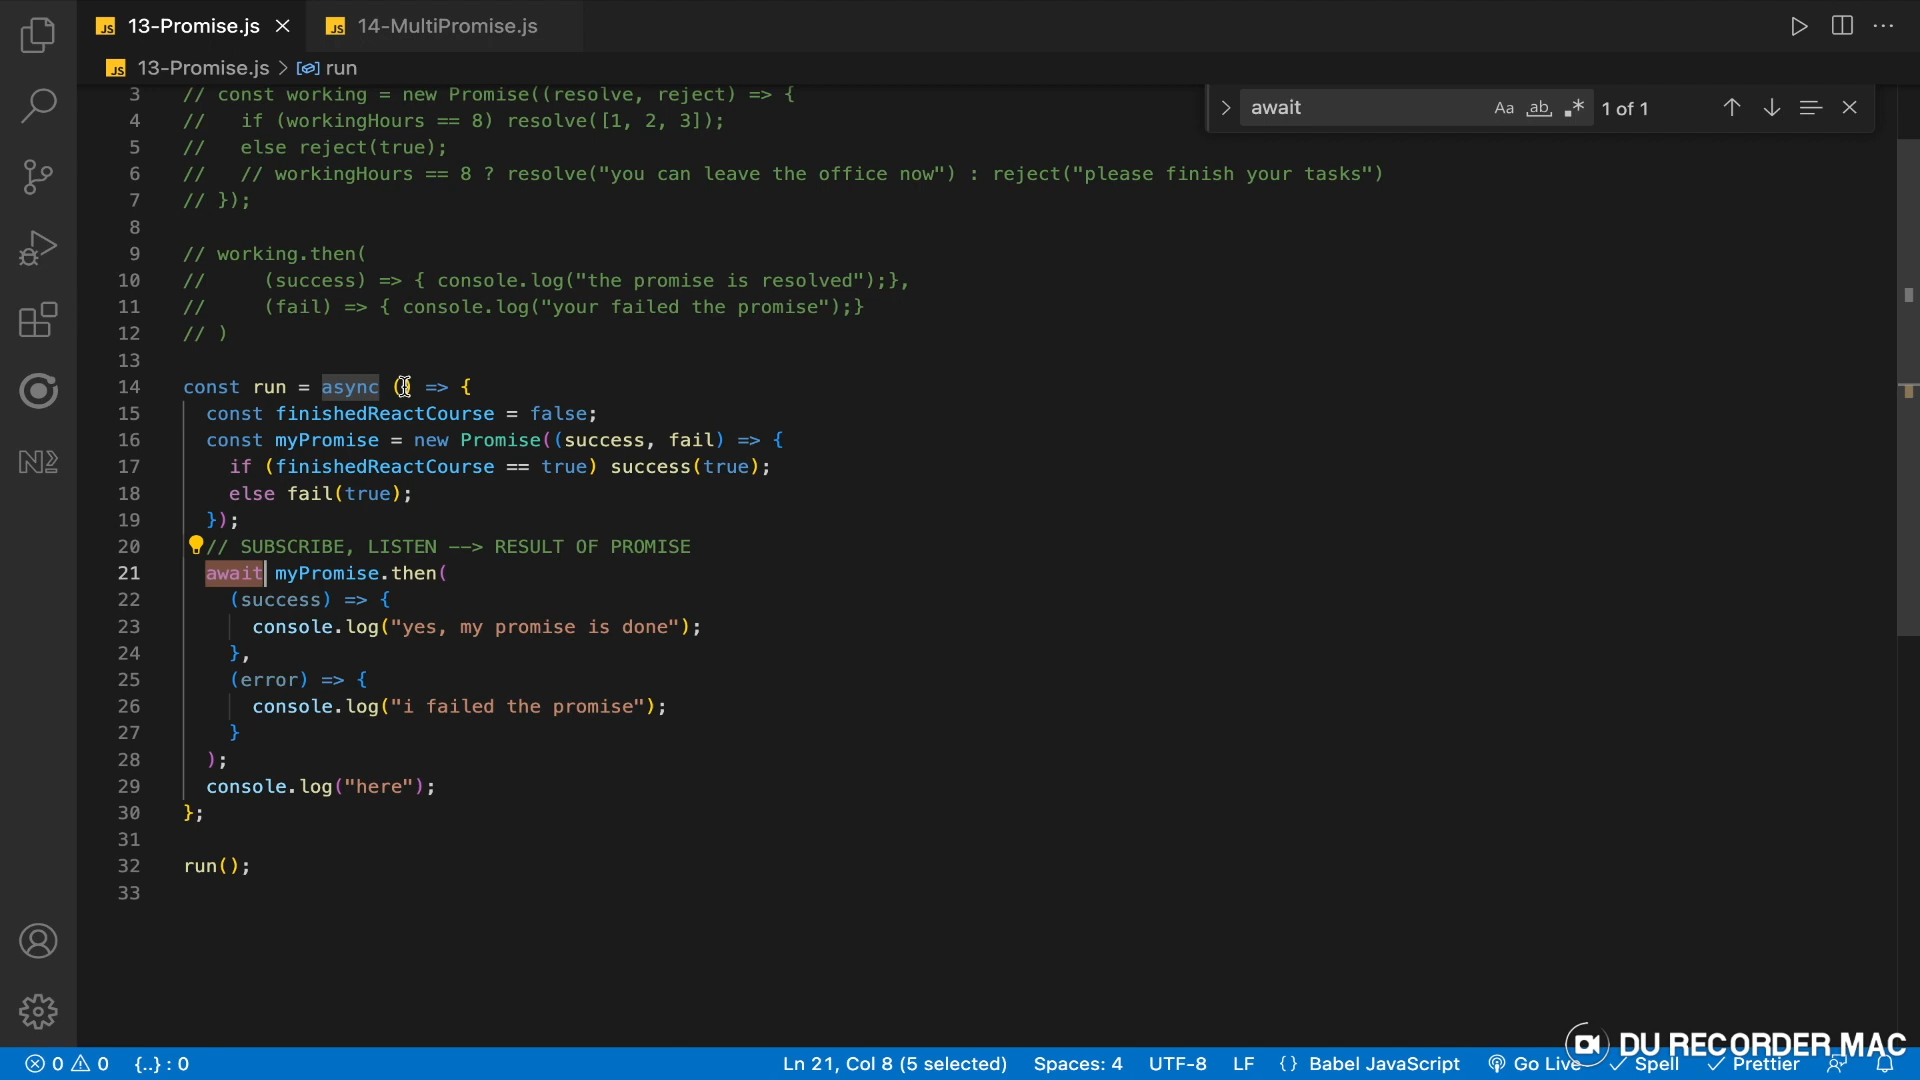 13-Promise.js
14-MultiPromise.js
13-Promise.js > run
await
Aa
ab
.*
1 of 1
3 // const working = new Promise((resolve, reject) => {
4 //   if (workingHours == 8) resolve([1, 2, 3]);
5 //   else reject(true);
6 //   // workingHours == 8 ? resolve("you can leave the office now") : reject("please finish your tasks")
7 // });
8
9 // working.then(
10 //     (success) => { console.log("the promise is resolved");},
11 //     (fail) => { console.log("your failed the promise");}
12 // )
13
14 const run = async () => {
15   const finishedReactCourse = false;
16   const myPromise = new Promise((success, fail) => {
17     if (finishedReactCourse == true) success(true);
18     else fail(true);
19   });
20   // SUBSCRIBE, LISTEN --> RESULT OF PROMISE
21   await myPromise.then(
22     (success) => {
23       console.log("yes, my promise is done");
24     },
25     (error) => {
26       console.log("i failed the promise");
27     }
28   );
29   console.log("here");
30 };
31
32 run();
33
DU RECORDER MAC
0 0 {..} : 0 Ln 21, Col 8 (5 selected) Spaces: 4 UTF-8 LF {} Babel JavaScript Go Live Spell Prettier